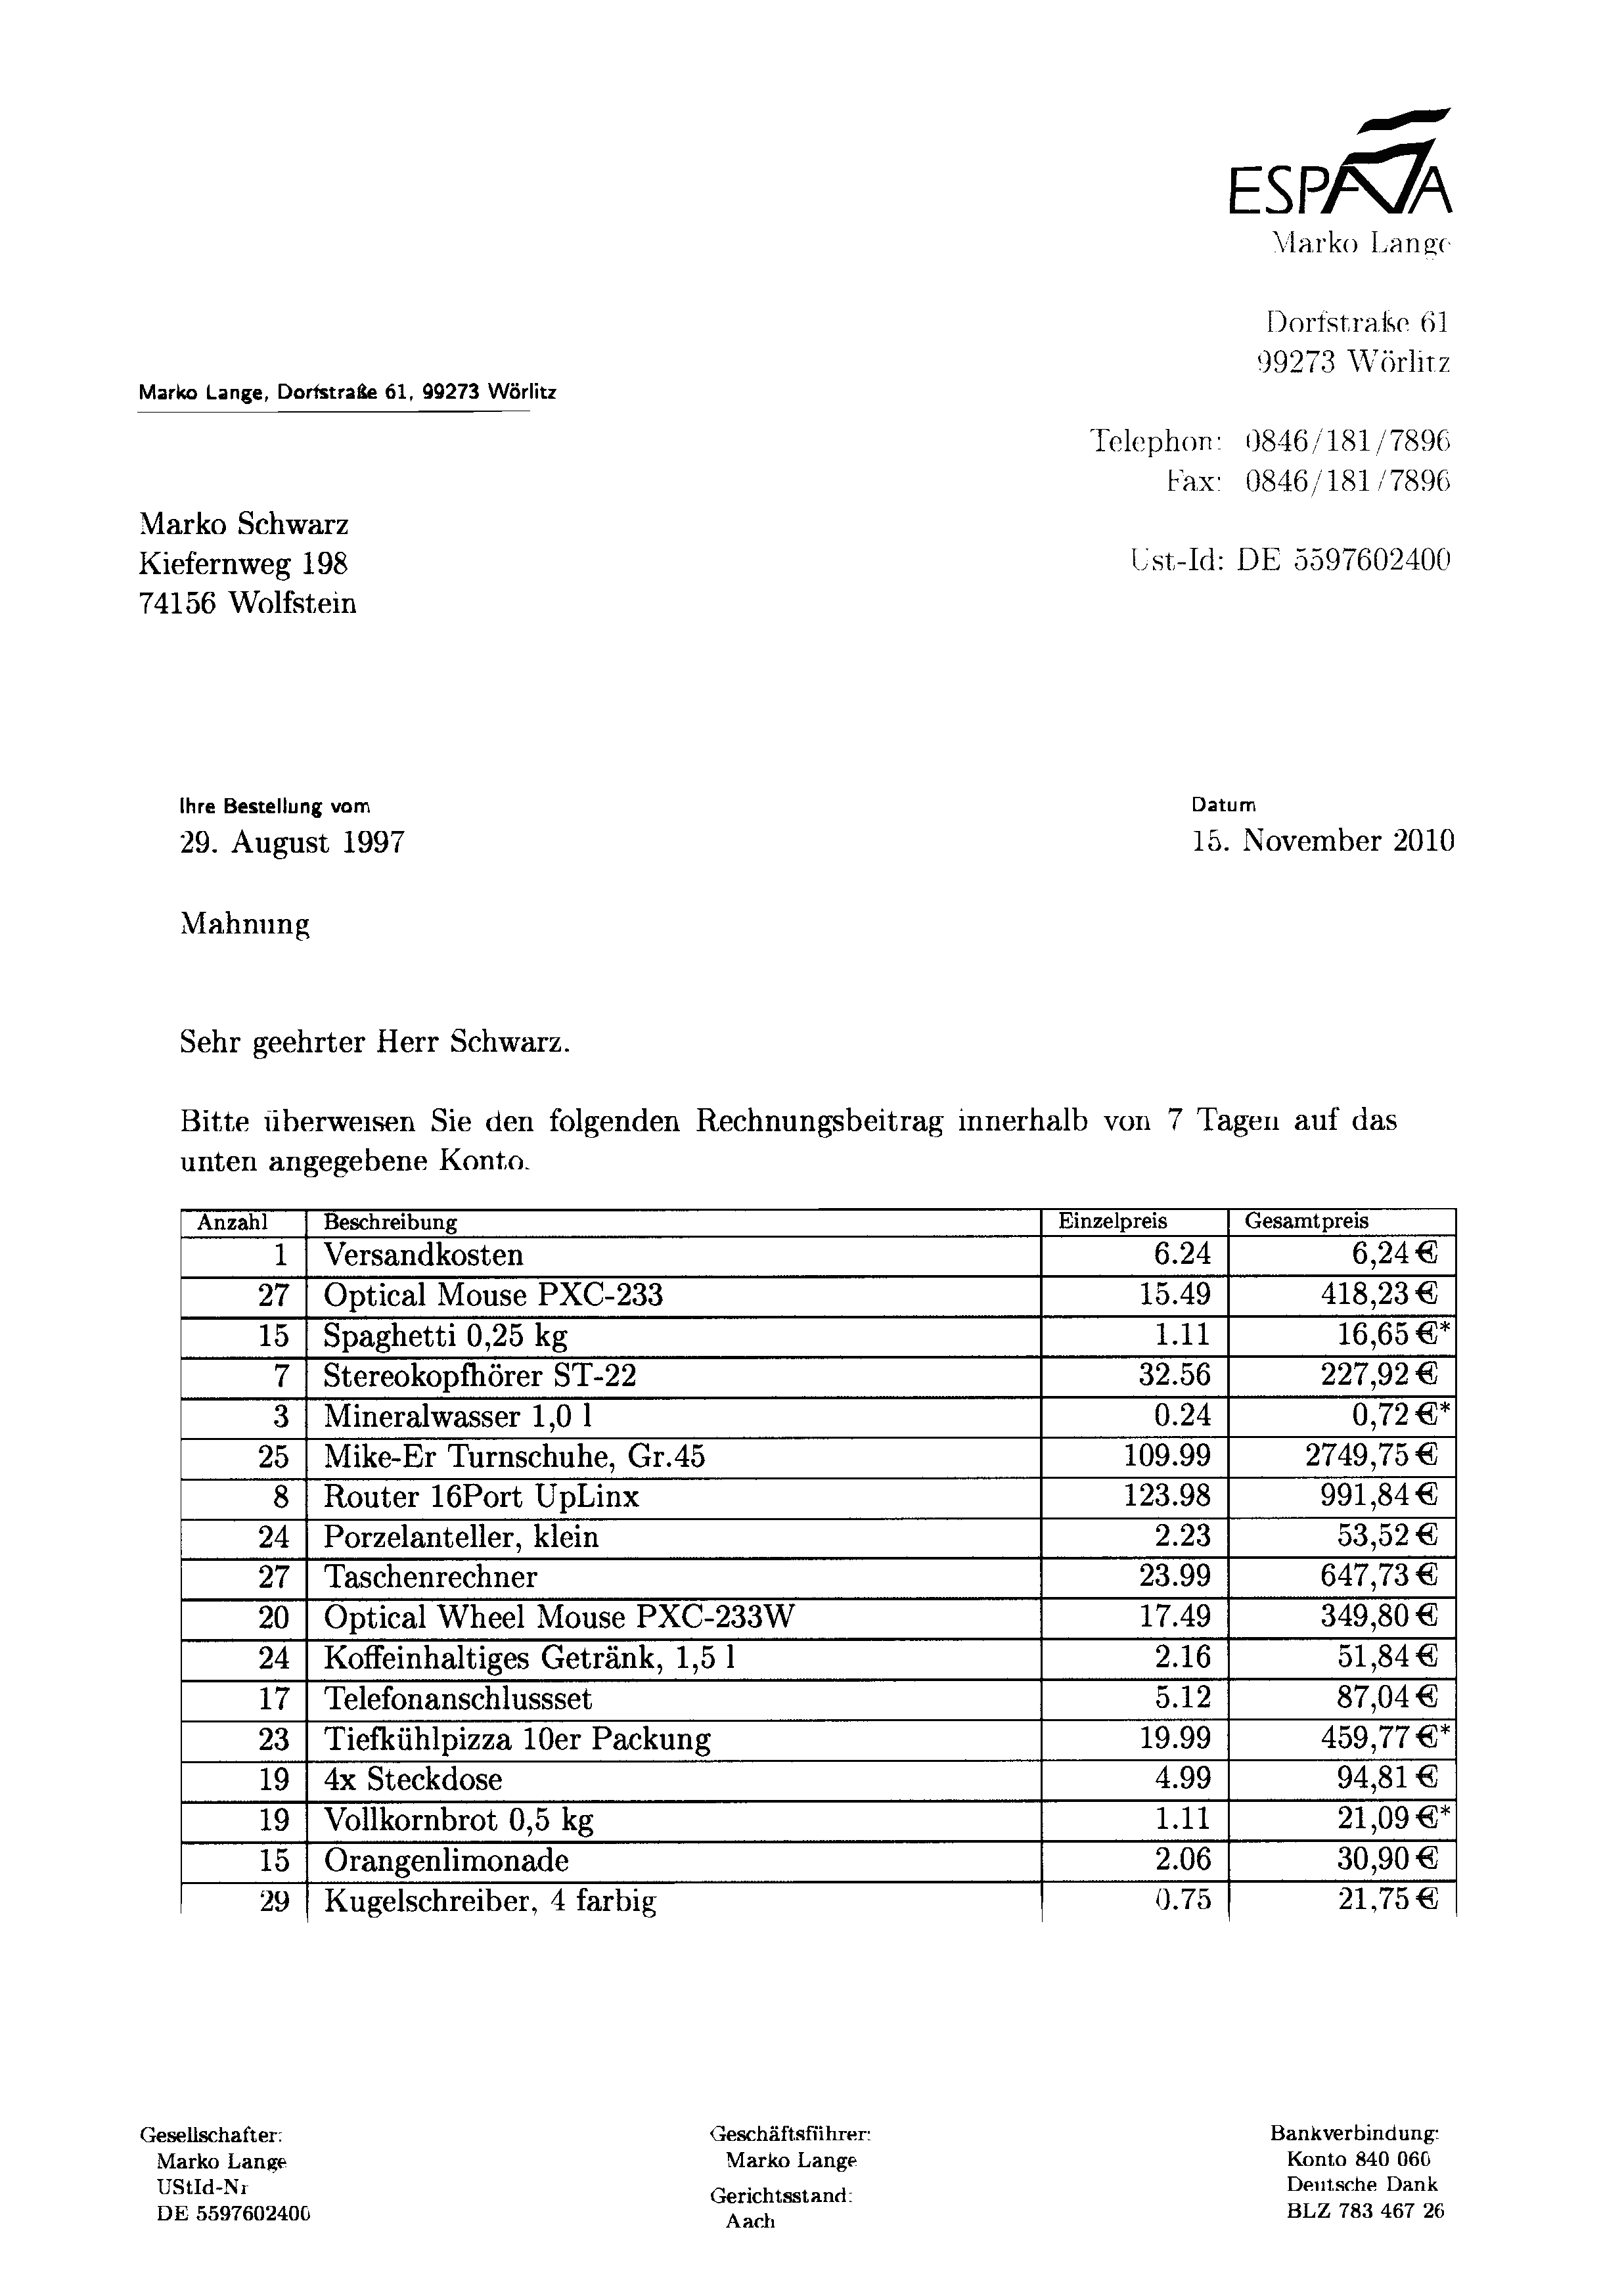 ESPAÑA
Marko Lange
Dorfstraße 61
99273 Wörlitz
Marko Lange, Dorfstraße 61, 99273 Wörlitz
Telephon: 0846/181/7896
Fax: 0846/181/7896
Marko Schwarz
Kiefernweg 198
74156 Wolfstein
Ust-Id: DE 5597602400
Ihre Bestellung vom Datum
29. August 1997 15. November 2010
Mahnung
Sehr geehrter Herr Schwarz.
Bitte überweisen Sie den folgenden Rechnungsbeitrag innerhalb von 7 Tagen auf das
unten angegebene Konto.
Anzahl Beschreibung Einzelpreis Gesamtpreis
1 Versandkosten 6.24 6,24 €
27 Optical Mouse PXC-233 15.49 418,23 €
15 Spaghetti 0,25 kg 1.11 16,65 €*
7 Stereokopfhörer ST-22 32.56 227,92 €
3 Mineralwasser 1,0 l 0.24 0,72 €*
25 Mike-Er Turnschuhe, Gr.45 109.99 2749,75 €
8 Router 16Port UpLinx 123.98 991,84 €
24 Porzelanteller, klein 2.23 53,52 €
27 Taschenrechner 23.99 647,73 €
20 Optical Wheel Mouse PXC-233W 17.49 349,80 €
24 Koffeinhaltiges Getränk, 1,5 l 2.16 51,84 €
17 Telefonanschlussset 5.12 87,04 €
23 Tiefkühlpizza 10er Packung 19.99 459,77 €*
19 4x Steckdose 4.99 94,81 €
19 Vollkornbrot 0,5 kg 1.11 21,09 €*
15 Orangenlimonade 2.06 30,90 €
29 Kugelschreiber, 4 farbig 0.75 21,75 €
Gesellschafter:
Marko Lange
UStId-Nr
DE 5597602400
Geschäftsführer:
Marko Lange
Gerichtsstand:
Aach
Bankverbindung:
Konto 840 060
Deutsche Dank
BLZ 783 467 26